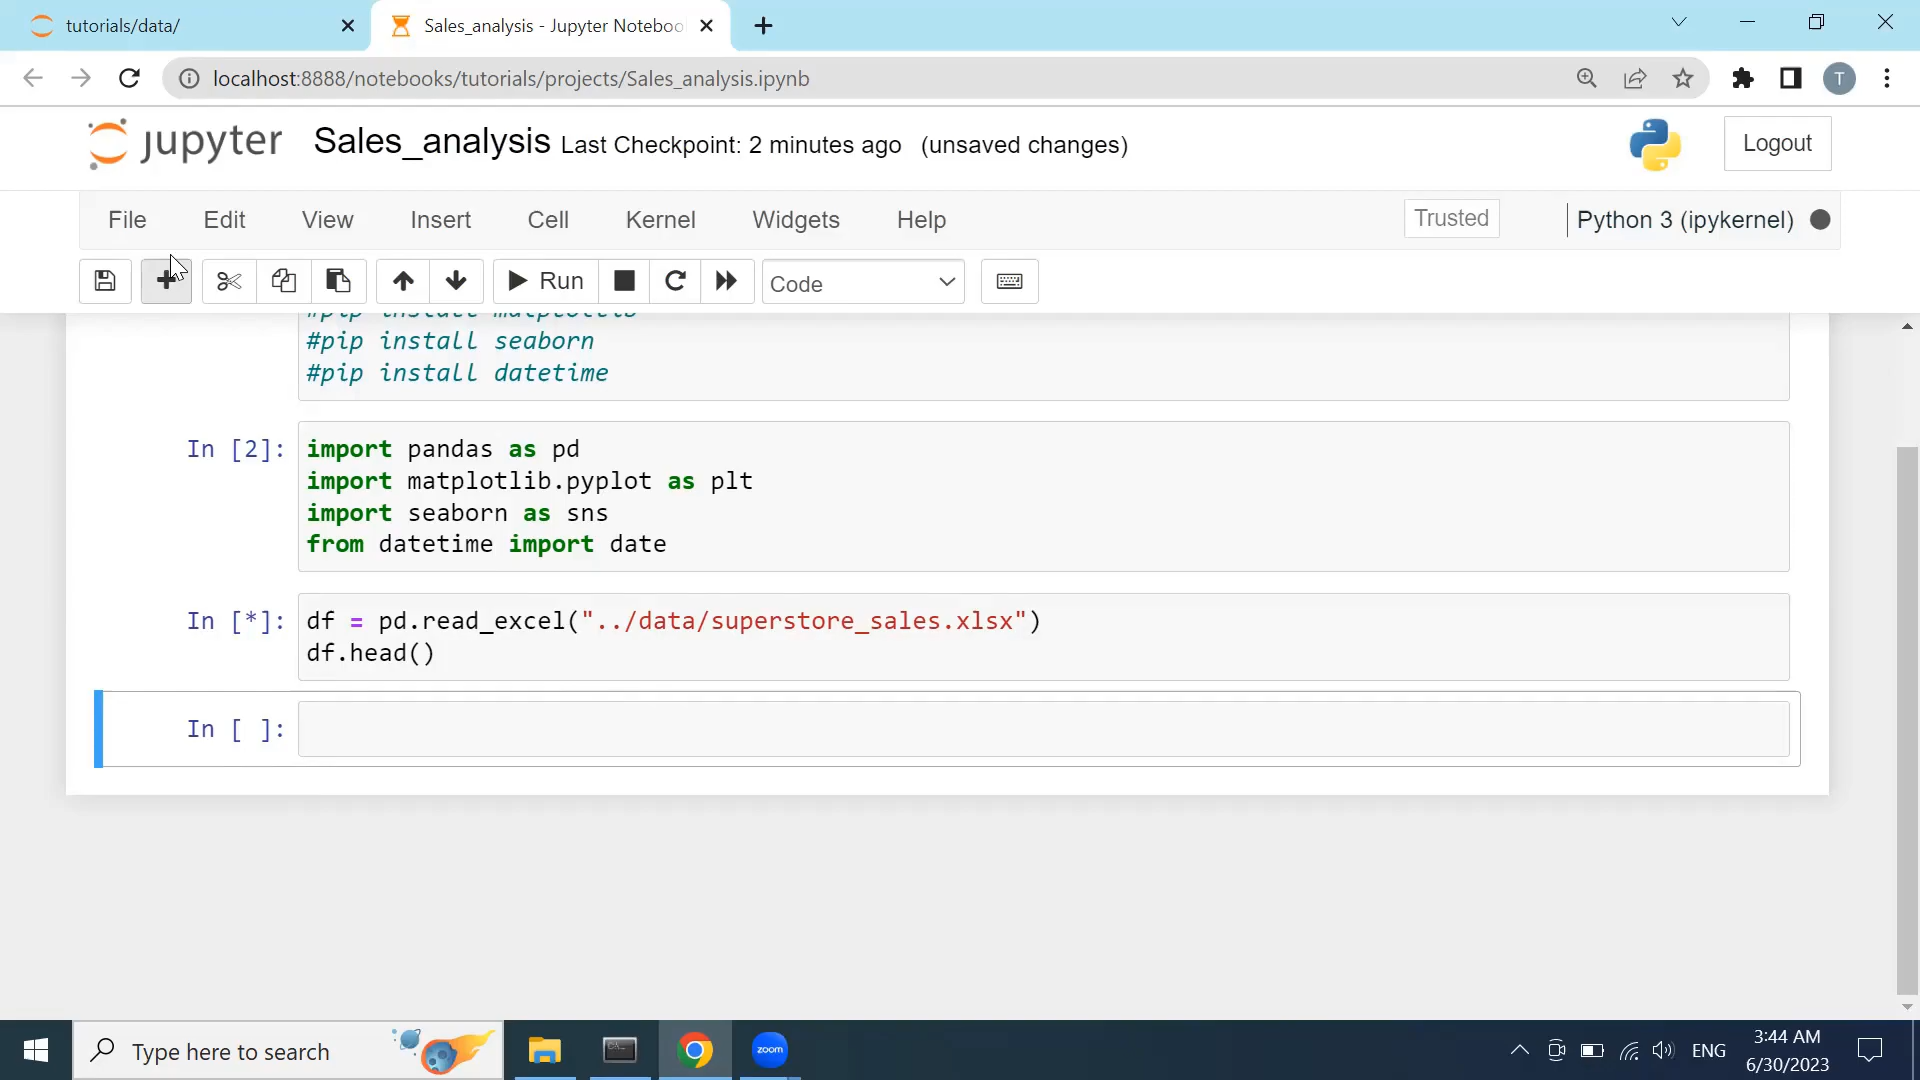 tutorials/data/
Sales_analysis - Jupyter Noteboo
localhost:8888/notebooks/tutorials/projects/Sales_analysis.ipynb
T
jupyter Sales_analysis Last Checkpoint: 2 minutes ago (unsaved changes)
Logout
File Edit View Insert Cell Kernel Widgets Help
Trusted
Python 3 (ipykernel)
Run
Code
#pip install matplotlib
#pip install seaborn
#pip install datetime
In [2]: import pandas as pd
import matplotlib.pyplot as plt
import seaborn as sns
from datetime import date
In [*]: df = pd.read_excel("../data/superstore_sales.xlsx")
df.head()
In [ ]:
Type here to search
zoom
ENG
3:44 AM
6/30/2023